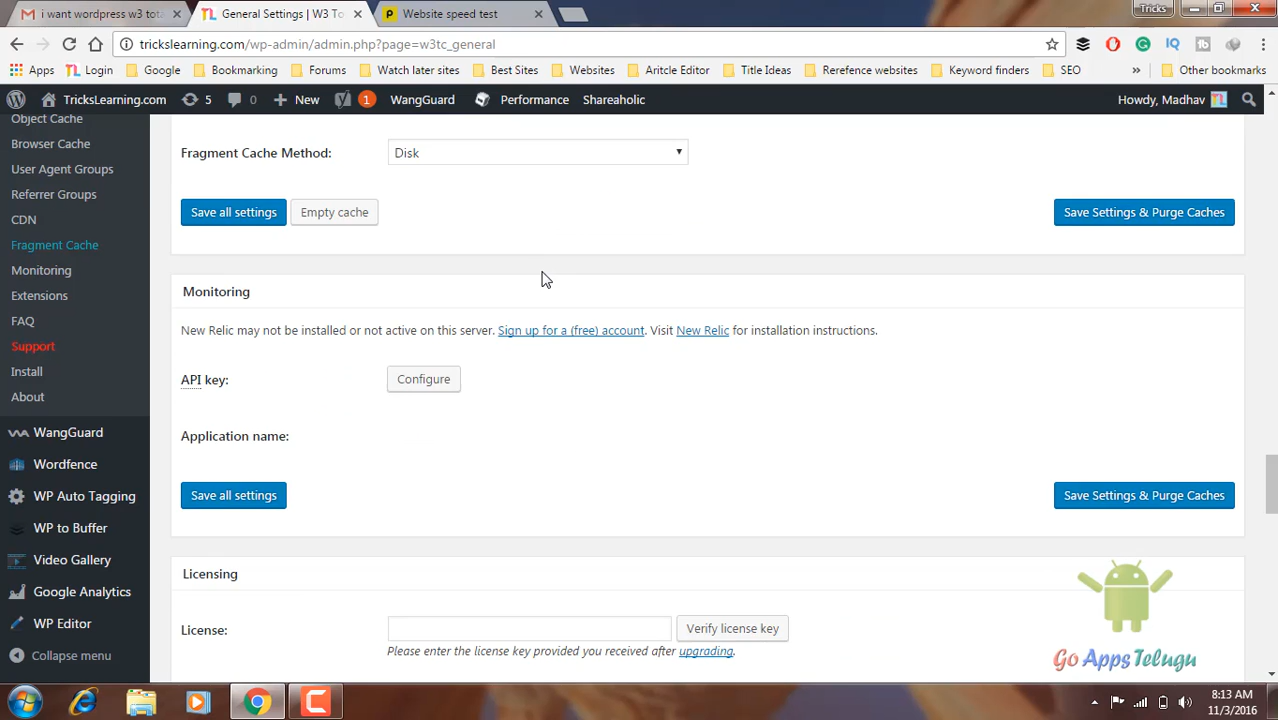 i want wordpress w3 tota
General Settings | W3 To
Website speed test
Tricks
trickslearning.com/wp-admin/admin.php?page=w3tc_general
Apps
Login
Google
Bookmarking
Forums
Watch later sites
Best Sites
Websites
Aritcle Editor
Title Ideas
Rerefence websites
Keyword finders
SEO
»
Other bookmarks
TricksLearning.com
5
0
New
1
WangGuard
Performance
Shareaholic
Howdy, Madhav
Object Cache
Browser Cache
User Agent Groups
Referrer Groups
CDN
Fragment Cache
Monitoring
Extensions
FAQ
Support
Install
About
WangGuard
Wordfence
WP Auto Tagging
WP to Buffer
Video Gallery
Google Analytics
WP Editor
Collapse menu
Fragment Cache Method:
Disk
Save all settings
Empty cache
Save Settings & Purge Caches
Monitoring
New Relic may not be installed or not active on this server. Sign up for a (free) account. Visit New Relic for installation instructions.
API key:
Configure
Application name:
Save all settings
Save Settings & Purge Caches
Licensing
License:
Verify license key
Please enter the license key provided you received after upgrading.
Go AppsTelugu
8:13 AM
11/3/2016